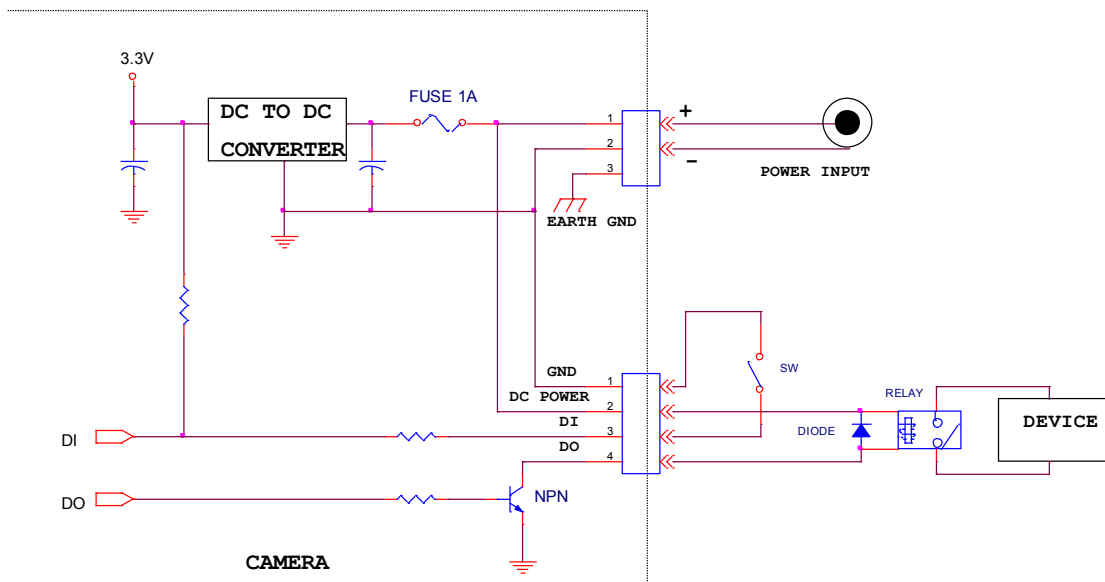 3.3V
FUSE 1A
DC TO DC
CONVERTER
1
2
3
+
-
POWER INPUT
EARTH GND
GND
DC POWER
DI
DO
1
2
3
4
SW
RELAY
DIODE
DEVICE
DI
DO
NPN
CAMERA